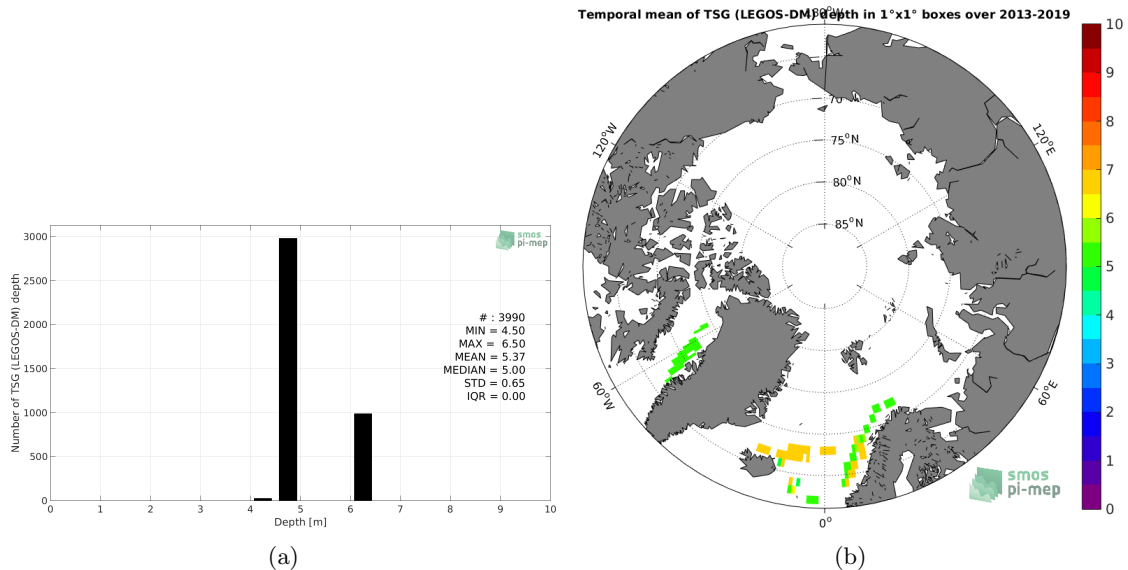 Temporal mean of TSG (LEGOS-DM) depth in 1°x1° boxes over 2013-2019
180°W
120°W
120°E
60°W
60°E
0°
70
75°N
80°N
85°N
10
9
8
7
6
5
4
3
2
1
0
smos
pi-mep
Number of TSG (LEGOS-DM) depth
3000
2500
2000
1500
1000
500
0
0 1 2 3 4 5 6 7 8 9 10
Depth [m]
smos
pi-mep
# : 3990
MIN = 4.50
MAX = 6.50
MEAN = 5.37
MEDIAN = 5.00
STD = 0.65
IQR = 0.00
(a)
(b)